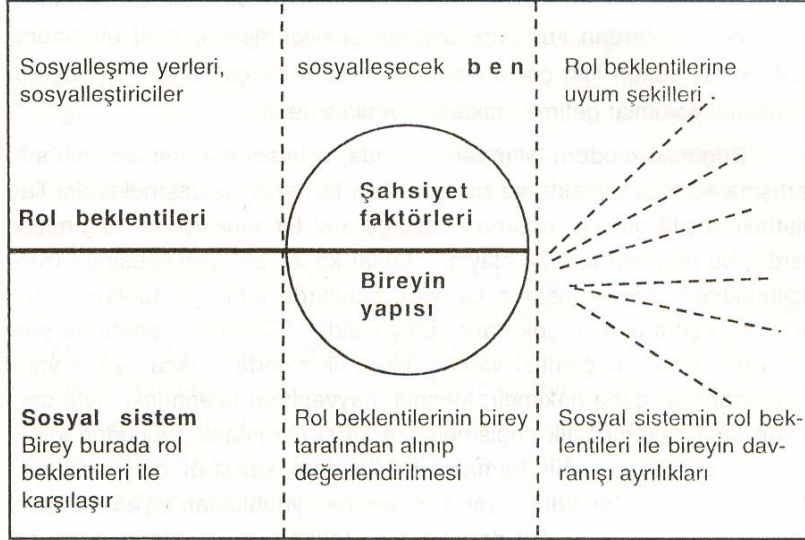 Sosyalleşme yerleri,
sosyalleştiriciler
Rol beklentileri
Sosyal sistem
Birey burada rol
beklentileri ile
karşılaşır
sosyalleşecek ben
Şahsiyet
faktörleri
Bireyin
yapısı
Rol beklentilerinin birey
tarafından alınıp
değerlendirilmesi
Rol beklentilerine
uyum şekilleri
Sosyal sistemin rol bek-
lentileri ile bireyin dav-
ranışı ayrılıkları